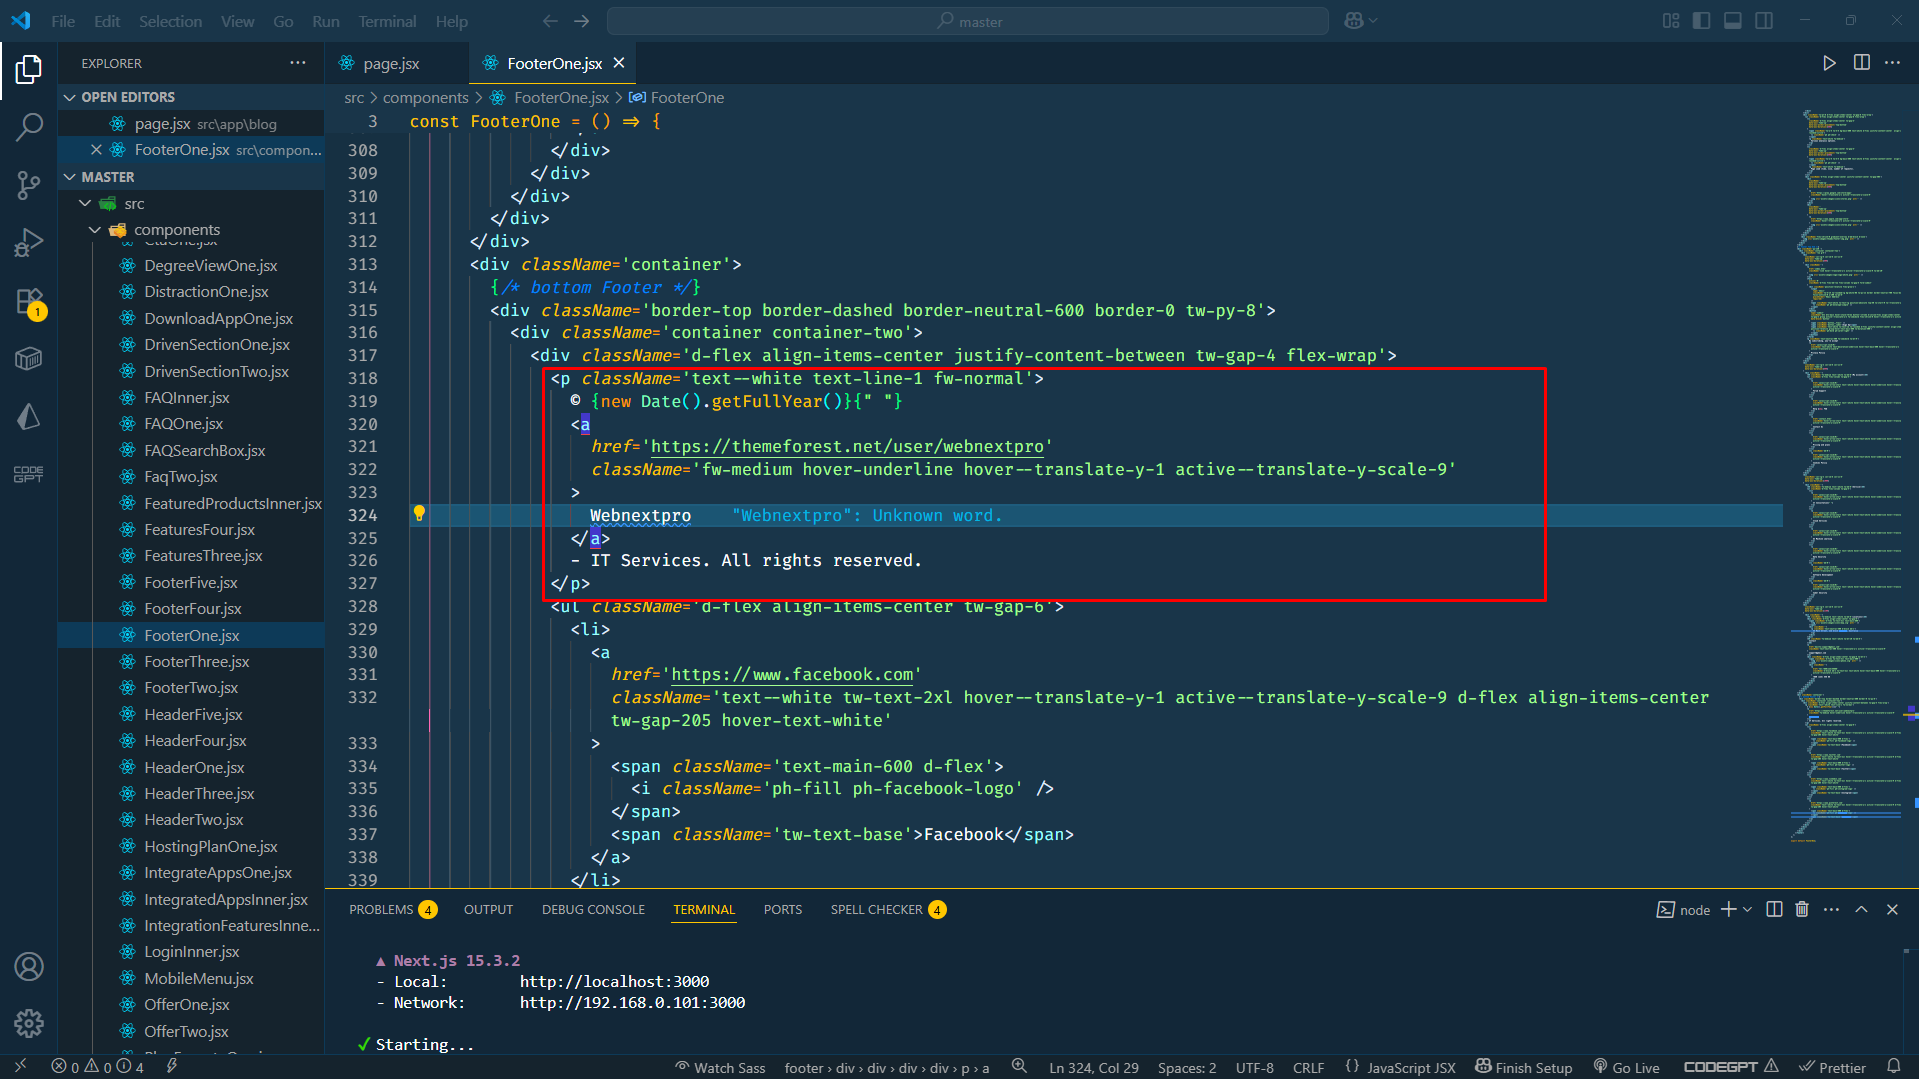 File Edit Selection View Go Run Terminal Help
master
EXPLORER
OPEN EDITORS
page.jsx src\app\blog
FooterOne.jsx src\compon...
MASTER
src
components
CtaOne.jsx
DegreeViewOne.jsx
DistractionOne.jsx
DownloadAppOne.jsx
DrivenSectionOne.jsx
DrivenSectionTwo.jsx
FAQInner.jsx
FAQOne.jsx
FAQSearchBox.jsx
FaqTwo.jsx
FeaturedProductsInner.jsx
FeaturesFour.jsx
FeaturesThree.jsx
FooterFive.jsx
FooterFour.jsx
FooterOne.jsx
FooterThree.jsx
FooterTwo.jsx
HeaderFive.jsx
HeaderFour.jsx
HeaderOne.jsx
HeaderThree.jsx
HeaderTwo.jsx
HostingPlanOne.jsx
IntegrateAppsOne.jsx
IntegratedAppsInner.jsx
IntegrationFeaturesInne...
LoginInner.jsx
MobileMenu.jsx
OfferOne.jsx
OfferTwo.jsx
1
CODE GPT
page.jsx FooterOne.jsx
src > components > FooterOne.jsx > FooterOne
3 const FooterOne = () => {
308 </div>
309 </div>
310 </div>
311 </div>
312 </div>
313 <div className='container'>
314 {/* bottom Footer */}
315 <div className='border-top border-dashed border-neutral-600 border-0 tw-py-8'>
316 <div className='container container-two'>
317 <div className='d-flex align-items-center justify-content-between tw-gap-4 flex-wrap'>
318 <p className='text--white text-line-1 fw-normal'>
319 © {new Date().getFullYear()}{" "}
320 <a
321 href='https://themeforest.net/user/webnextpro'
322 className='fw-medium hover-underline hover--translate-y-1 active--translate-y-scale-9'
323 >
324 Webnextpro "Webnextpro": Unknown word.
325 </a>
326 - IT Services. All rights reserved.
327 </p>
328 <ul className='d-flex align-items-center tw-gap-6'>
329 <li>
330 <a
331 href='https://www.facebook.com'
332 className='text--white tw-text-2xl hover--translate-y-1 active--translate-y-scale-9 d-flex align-items-center
tw-gap-205 hover-text-white'
333 >
334 <span className='text-main-600 d-flex'>
335 <i className='ph-fill ph-facebook-logo' />
336 </span>
337 <span className='tw-text-base'>Facebook</span>
338 </a>
339 </li>
PROBLEMS 4 OUTPUT DEBUG CONSOLE TERMINAL PORTS SPELL CHECKER 4
node
▲ Next.js 15.3.2
- Local: http://localhost:3000
- Network: http://192.168.0.101:3000
✓ Starting...
0 0 4 Watch Sass footer › div › div › div › div › p › a Ln 324, Col 29 Spaces: 2 UTF-8 CRLF {} JavaScript JSX Finish Setup Go Live CODEGPT Prettier